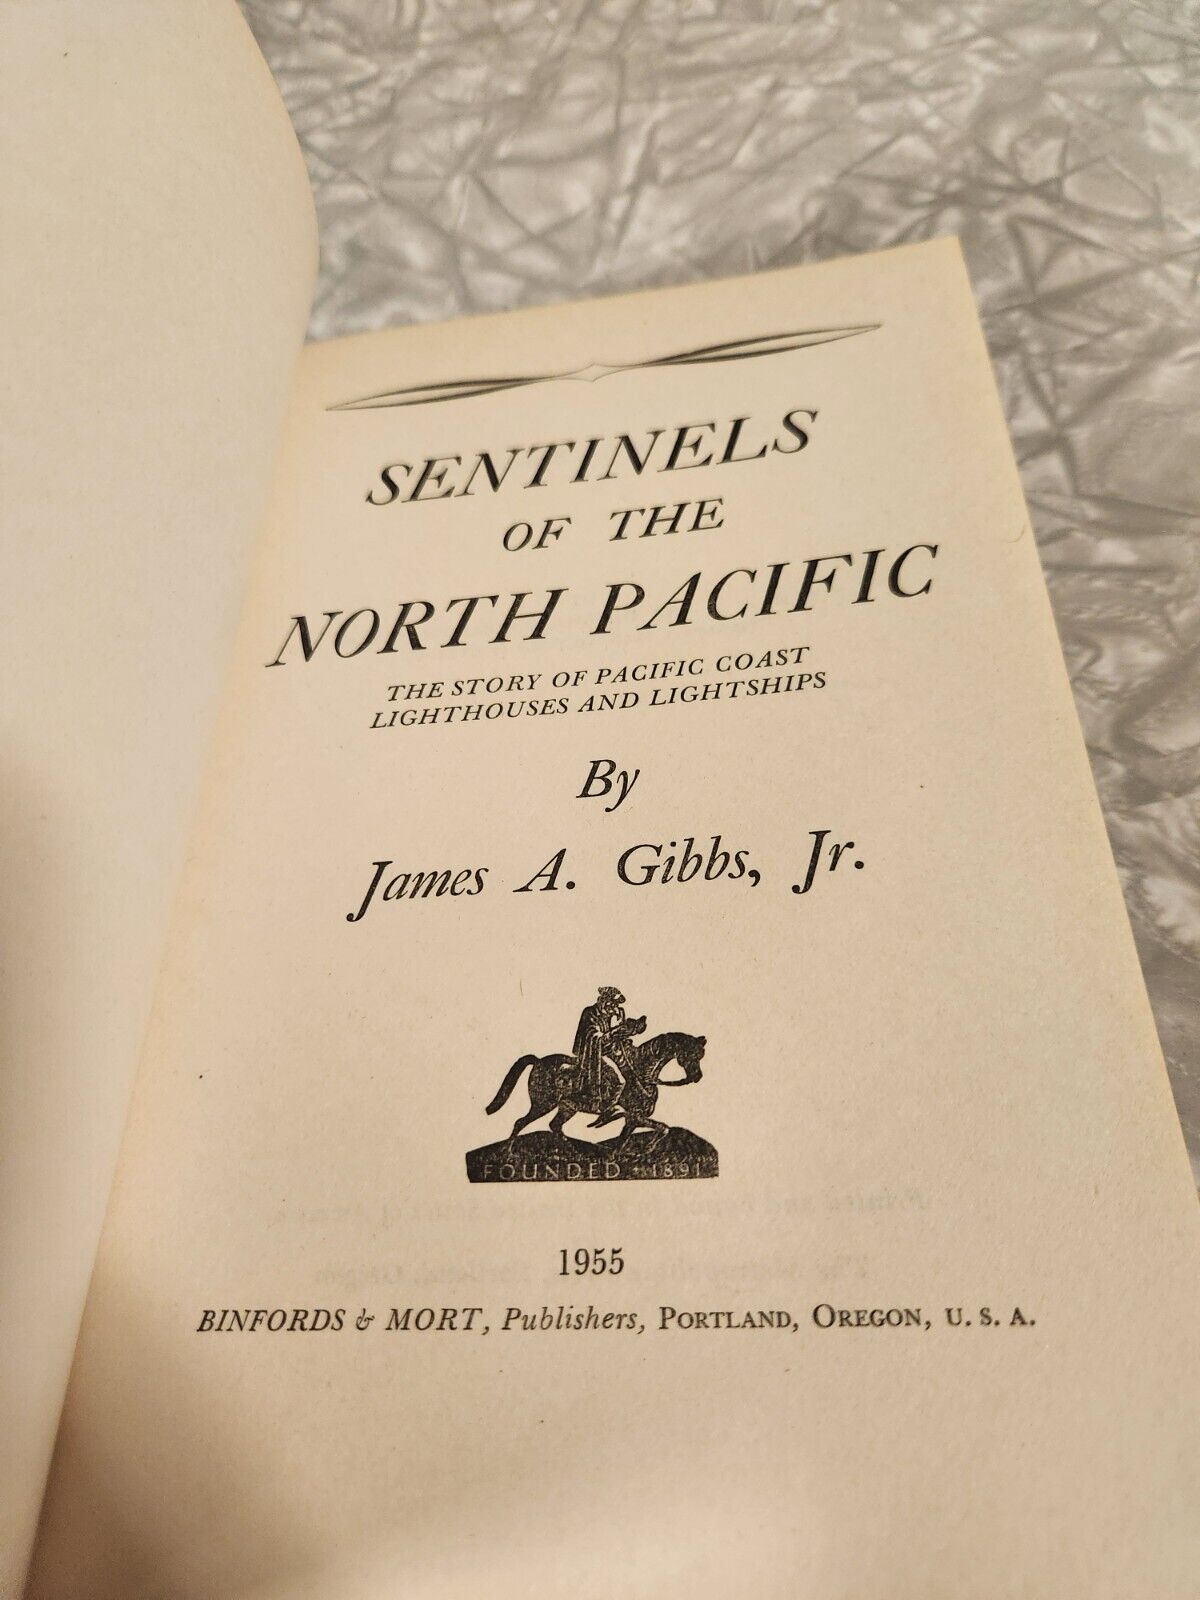 SENTINELS
OF THE
NORTH PACIFIC
THE STORY OF PACIFIC COAST
LIGHTHOUSES AND LIGHTSHIPS
By
James A. Gibbs, Jr.
FOUNDED 1891
1955
BINFORDS & MORT, Publishers, PORTLAND, OREGON, U. S. A.